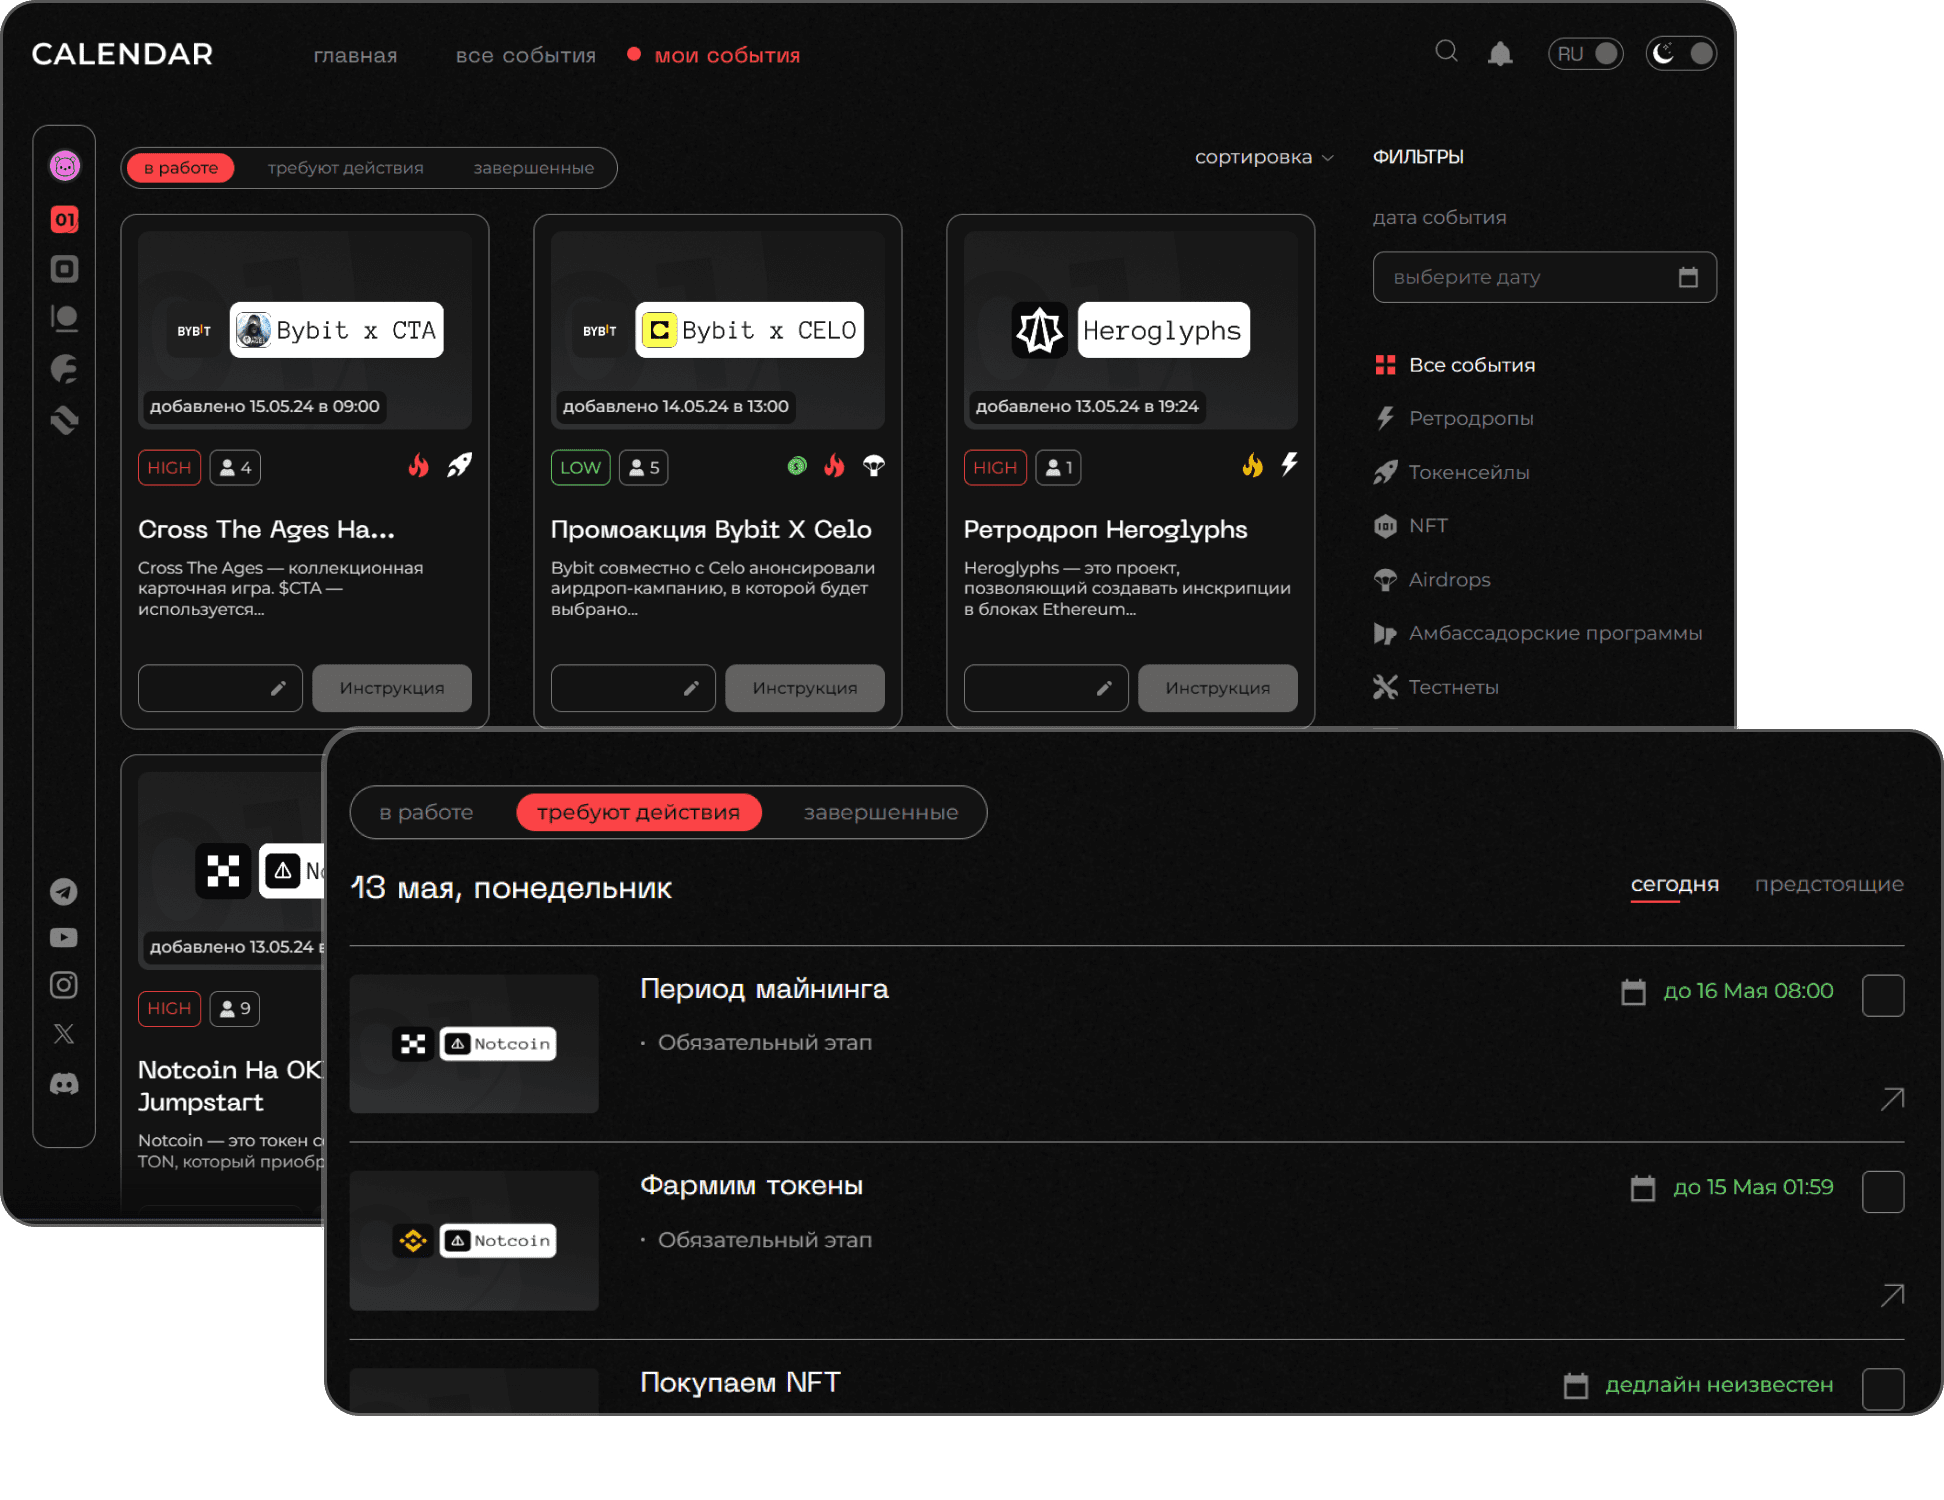 CALENDAR
главная
все события
мои события
RU
в работе
требуют действия
завершенные
сортировка
ФИЛЬТРЫ
дата события
выберите дату
Все события
Ретродропы
Токенсейлы
NFT
Airdrops
Амбассадорские программы
Тестнеты
01
BYBIT
Bybit x CTA
добавлено 15.05.24 в 09:00
HIGH
4
Cross The Ages На...
Cross The Ages — коллекционная
карточная игра. $CTA —
используется...
Инструкция
BYBIT
Bybit x CELO
добавлено 14.05.24 в 13:00
LOW
5
Промоакция Bybit X Celo
Bybit совместно с Celo анонсировали
аирдроп-кампанию, в которой будет
выбрано...
Инструкция
Heroglyphs
добавлено 13.05.24 в 19:24
HIGH
1
Ретродроп Heroglyphs
Heroglyphs — это проект,
позволяющий создавать инскрипции
в блоках Ethereum...
Инструкция
No
добавлено 13.05.24 в
HIGH
9
Notcoin На OK
Jumpstart
Notcoin — это токен
TON, который приобр
в работе
требуют действия
завершенные
13 мая, понедельник
сегодня
предстоящие
Notcoin
Период майнинга
· Обязательный этап
до 16 Мая 08:00
Notcoin
Фармим токены
· Обязательный этап
до 15 Мая 01:59
Покупаем NFT
дедлайн неизвестен